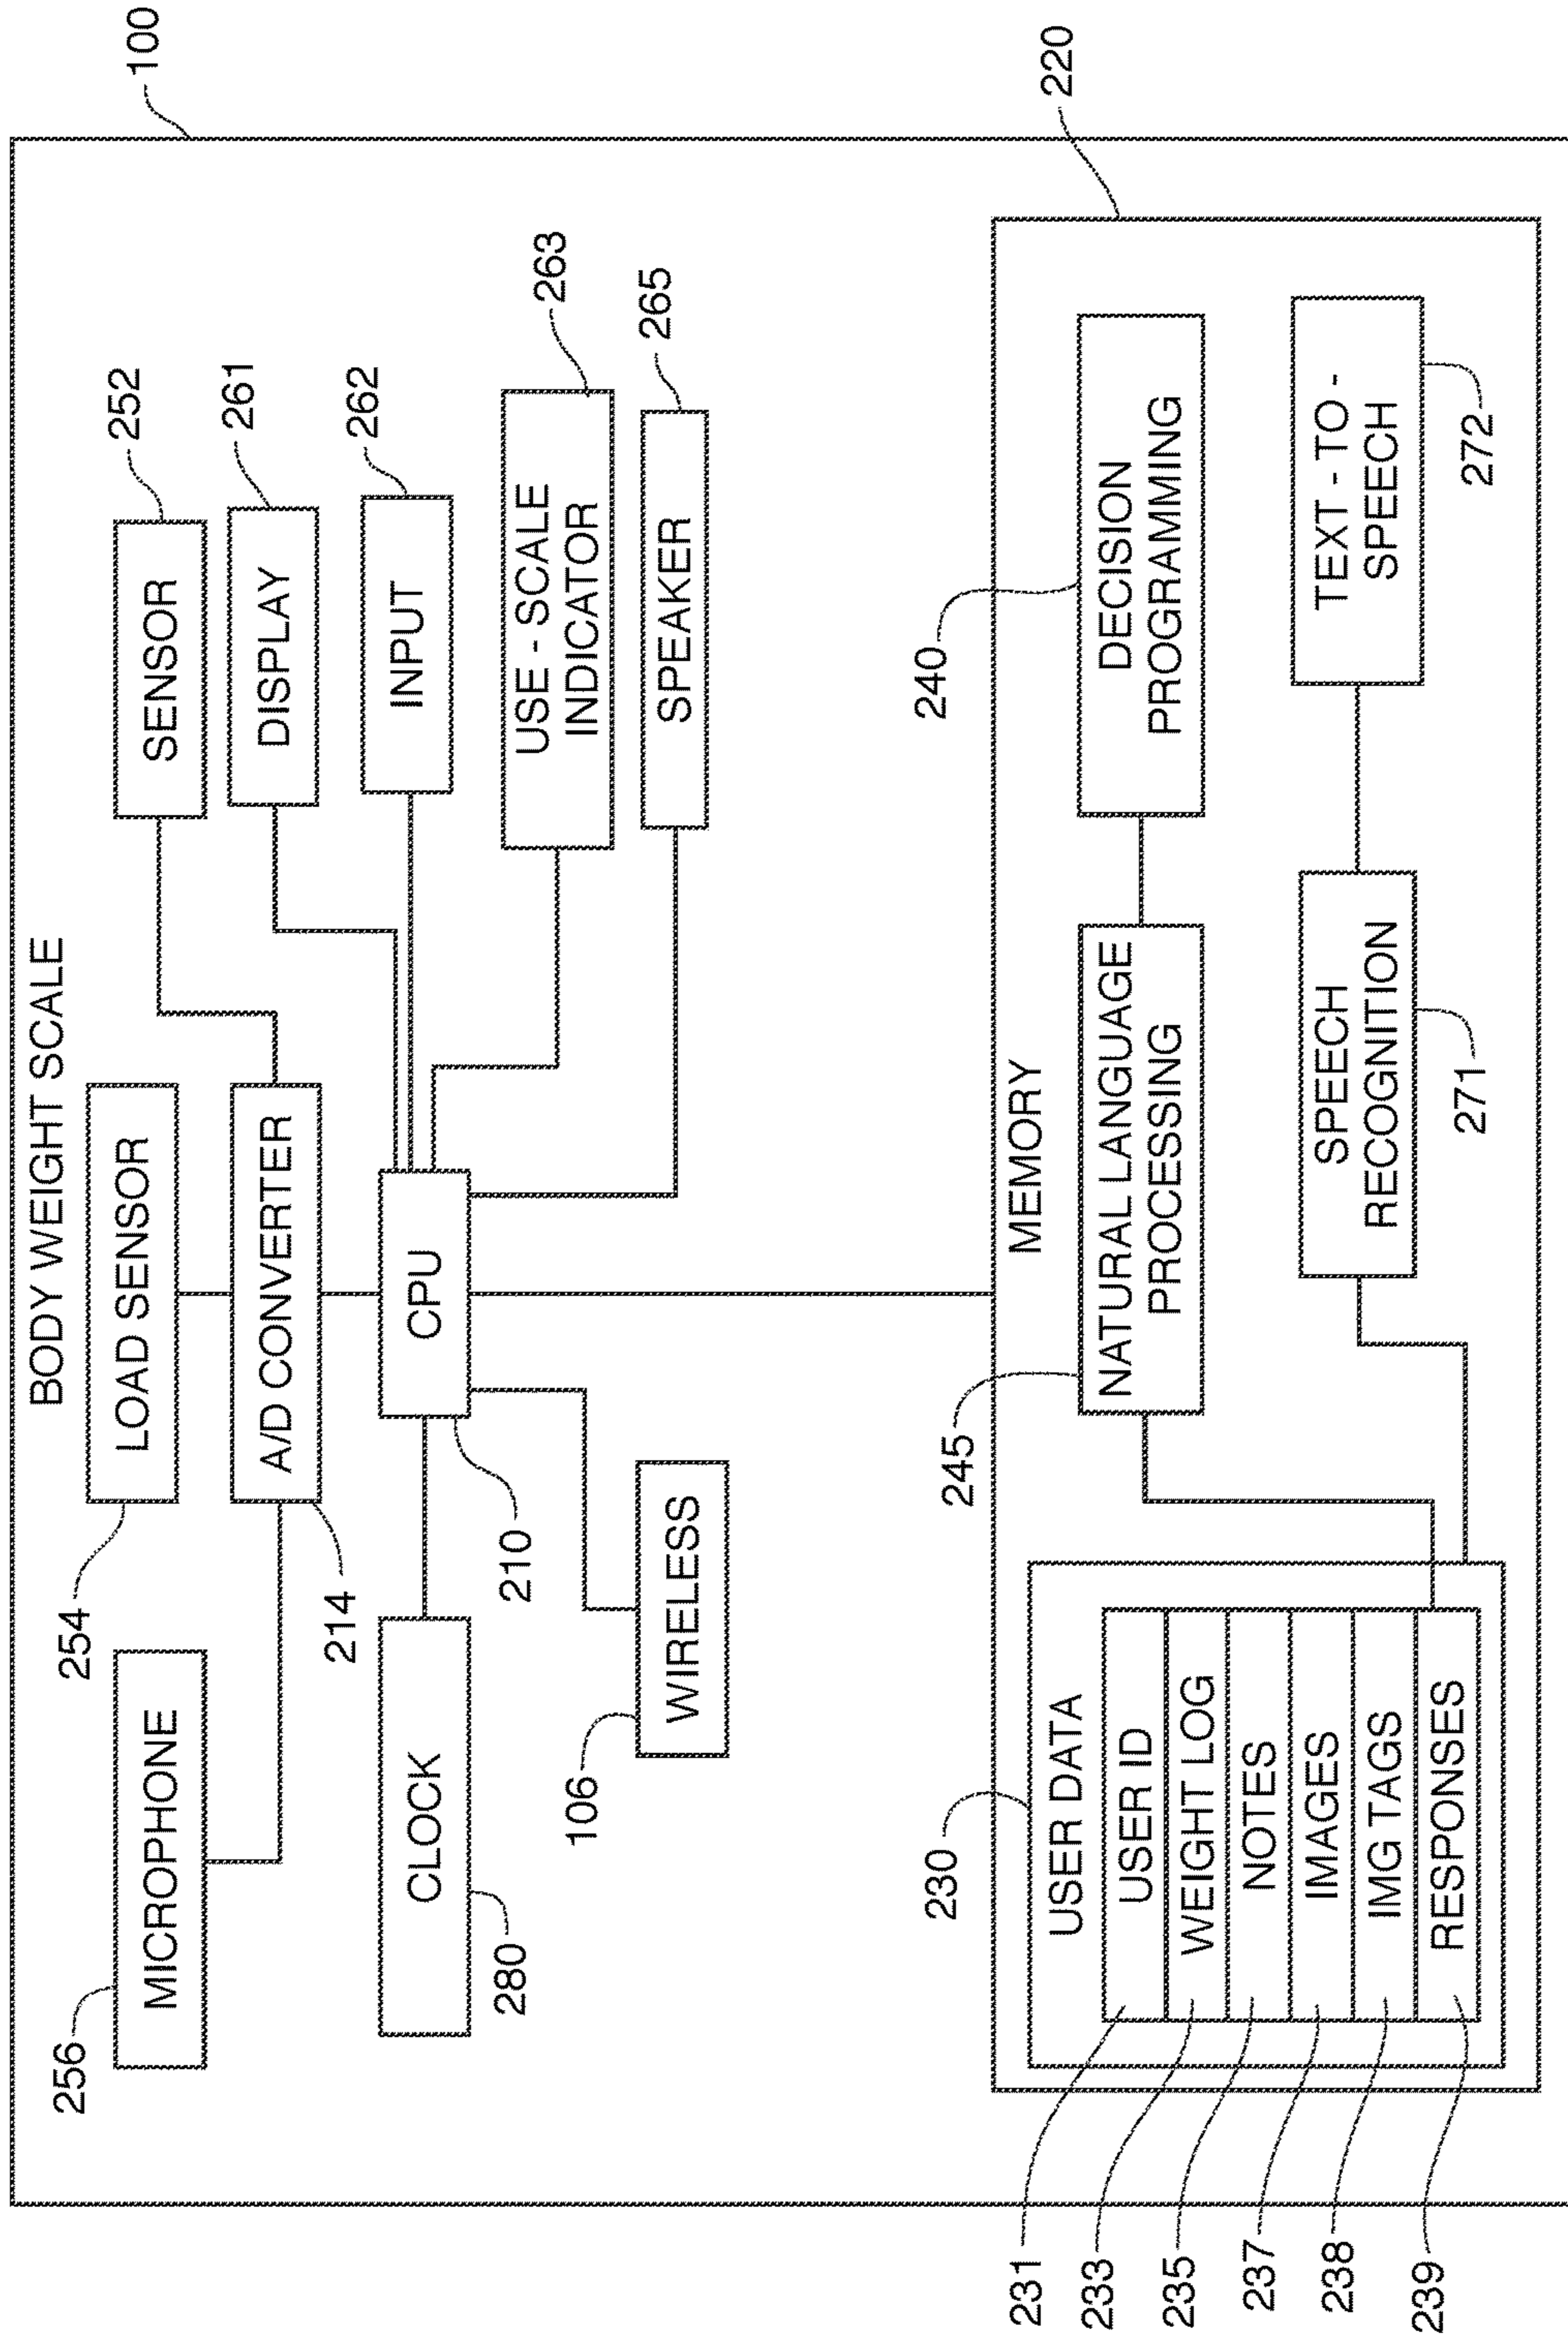 BODY WEIGHT SCALE
100
256
MICROPHONE
254
LOAD SENSOR
SENSOR
252
214
A/D CONVERTER
DISPLAY
261
CLOCK
280
210
CPU
INPUT
262
USE - SCALE
INDICATOR
263
106
WIRELESS
SPEAKER
265
MEMORY
220
230
USER DATA
231
USER ID
233
WEIGHT LOG
235
NOTES
237
IMAGES
238
IMG TAGS
239
RESPONSES
245
NATURAL LANGUAGE
PROCESSING
240
DECISION
PROGRAMMING
SPEECH
RECOGNITION
271
TEXT - TO -
SPEECH
272